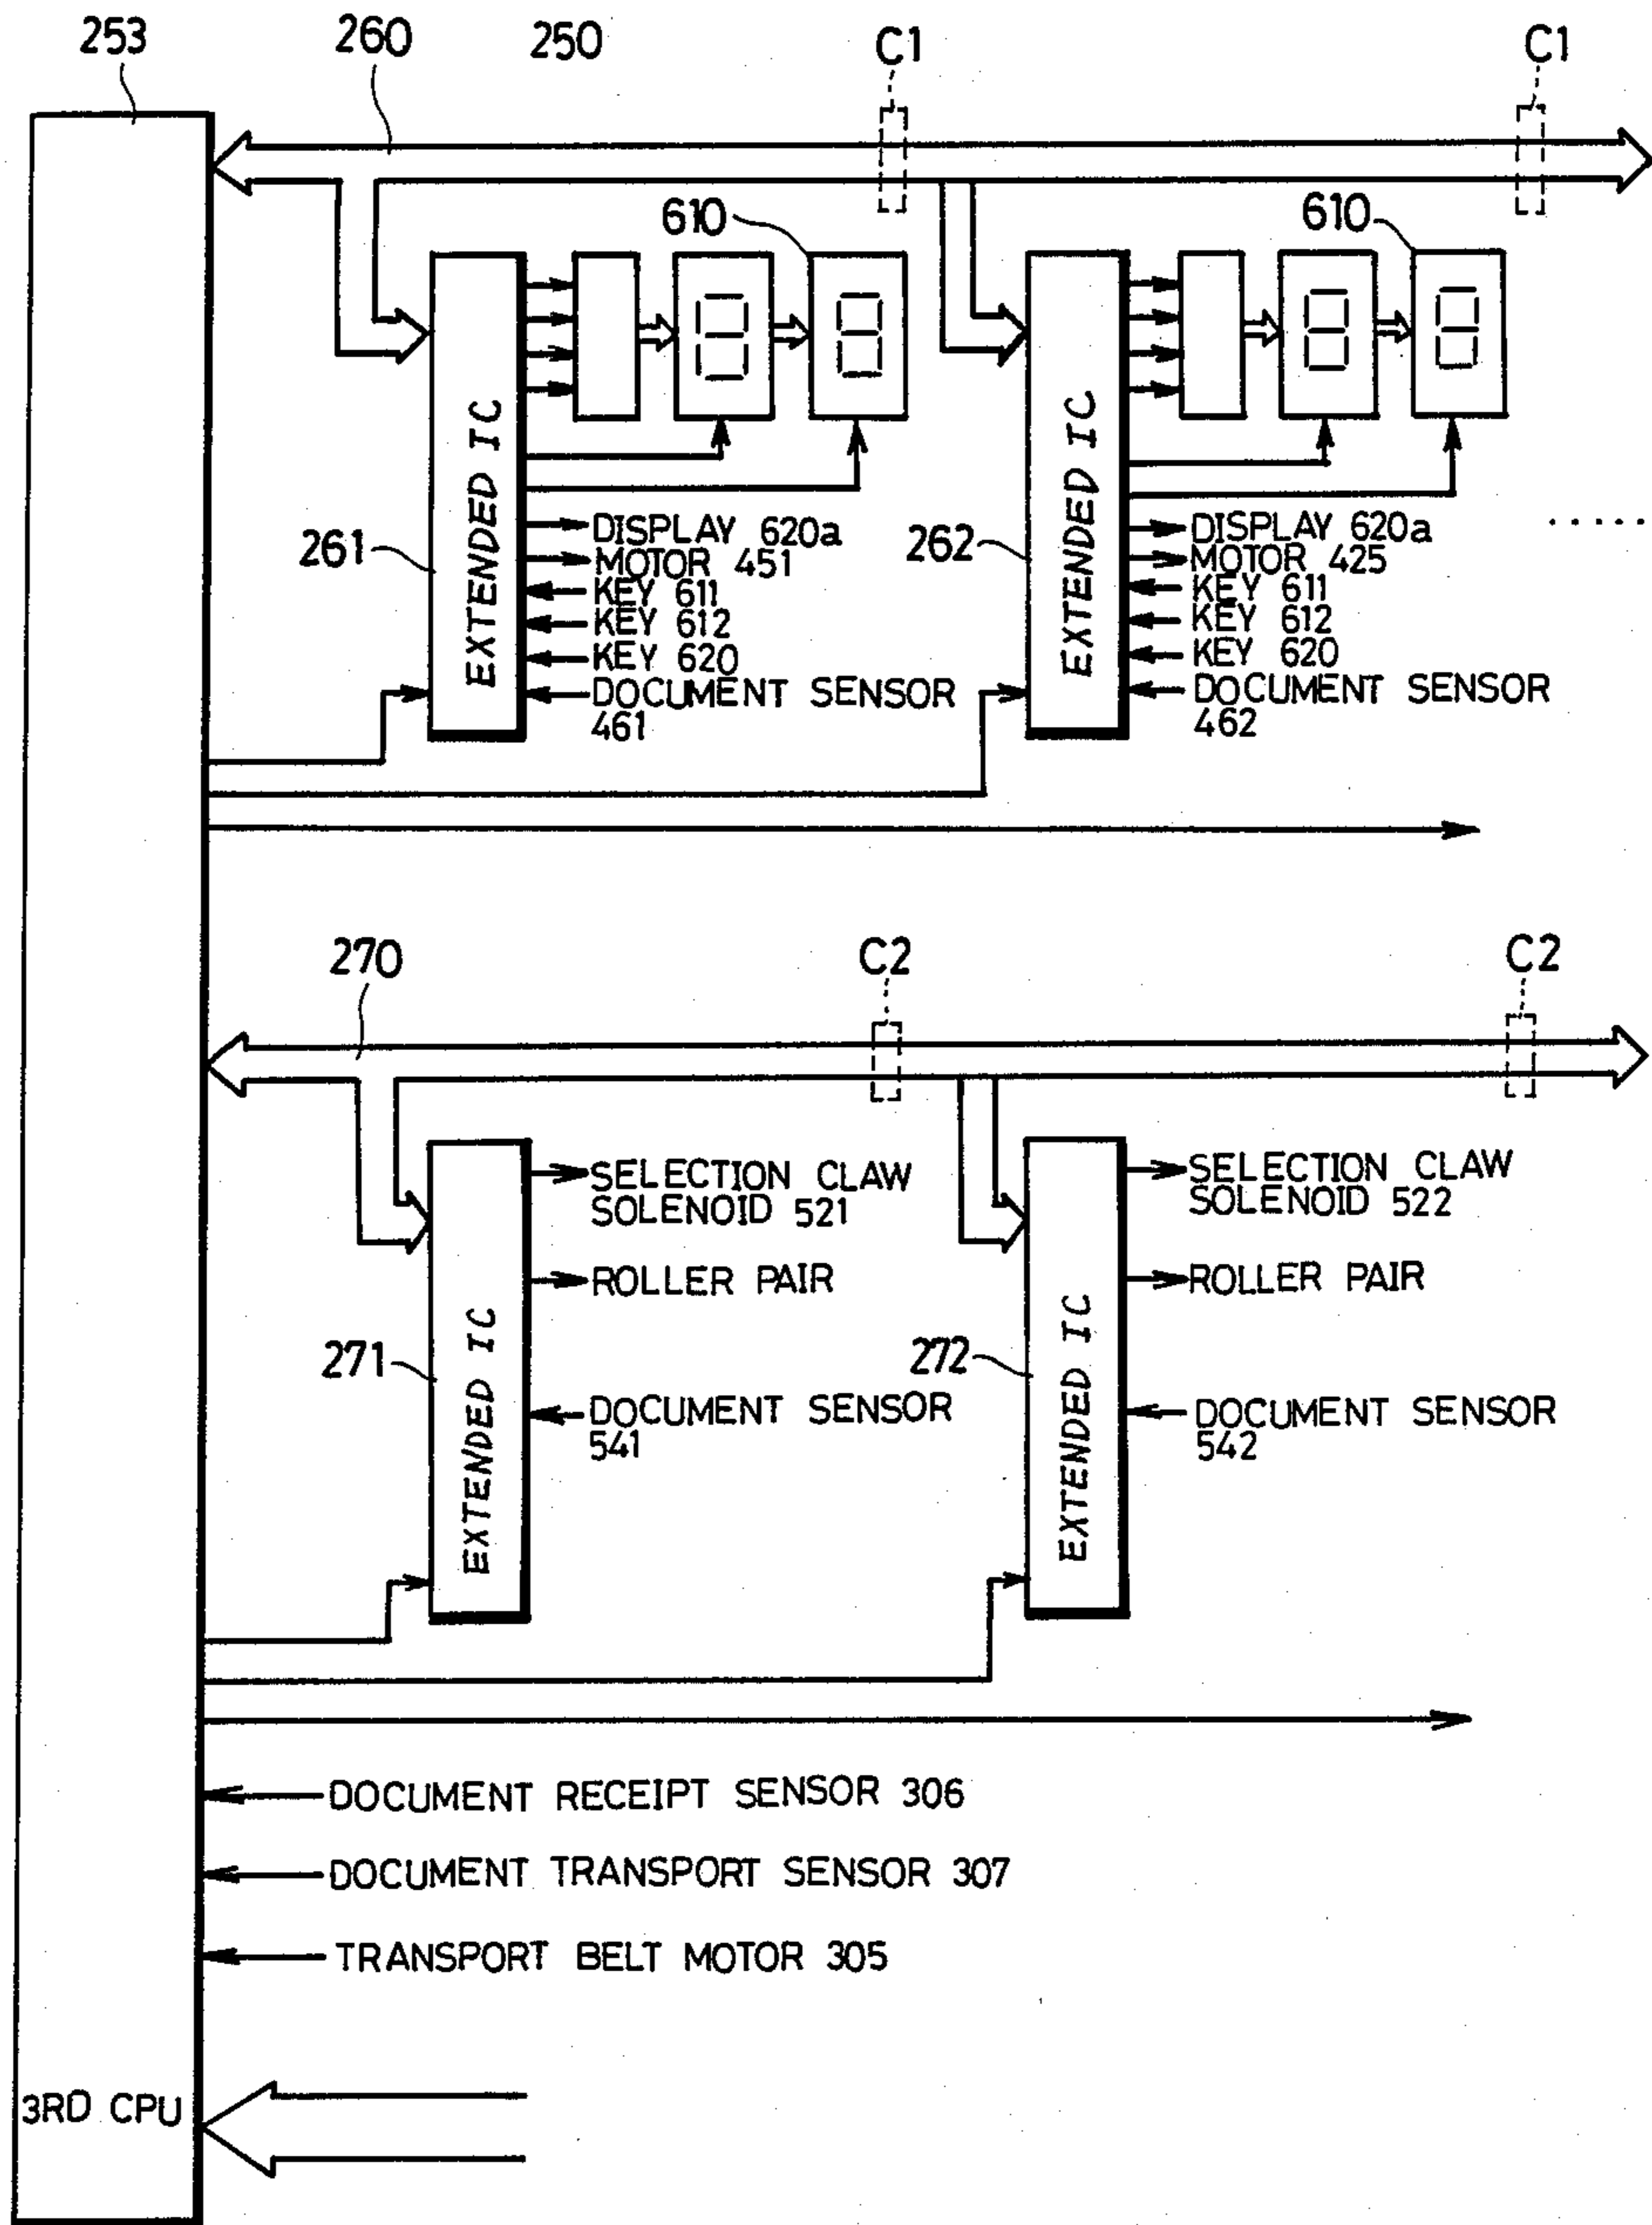 253
260
250
C1
C1
610
610
EXTENDED IC
EXTENDED IC
261
262
DISPLAY 620a
MOTOR 451
KEY 611
KEY 612
KEY 620
DOCUMENT SENSOR
461
DISPLAY 620a
MOTOR 425
KEY 611
KEY 612
KEY 620
DOCUMENT SENSOR
462
......
270
C2
C2
SELECTION CLAW
SOLENOID 521
ROLLER PAIR
SELECTION CLAW
SOLENOID 522
ROLLER PAIR
271
EXTENDED IC
272
EXTENDED IC
DOCUMENT SENSOR
541
DOCUMENT SENSOR
542
DOCUMENT RECEIPT SENSOR 306
DOCUMENT TRANSPORT SENSOR 307
TRANSPORT BELT MOTOR 305
3RD CPU